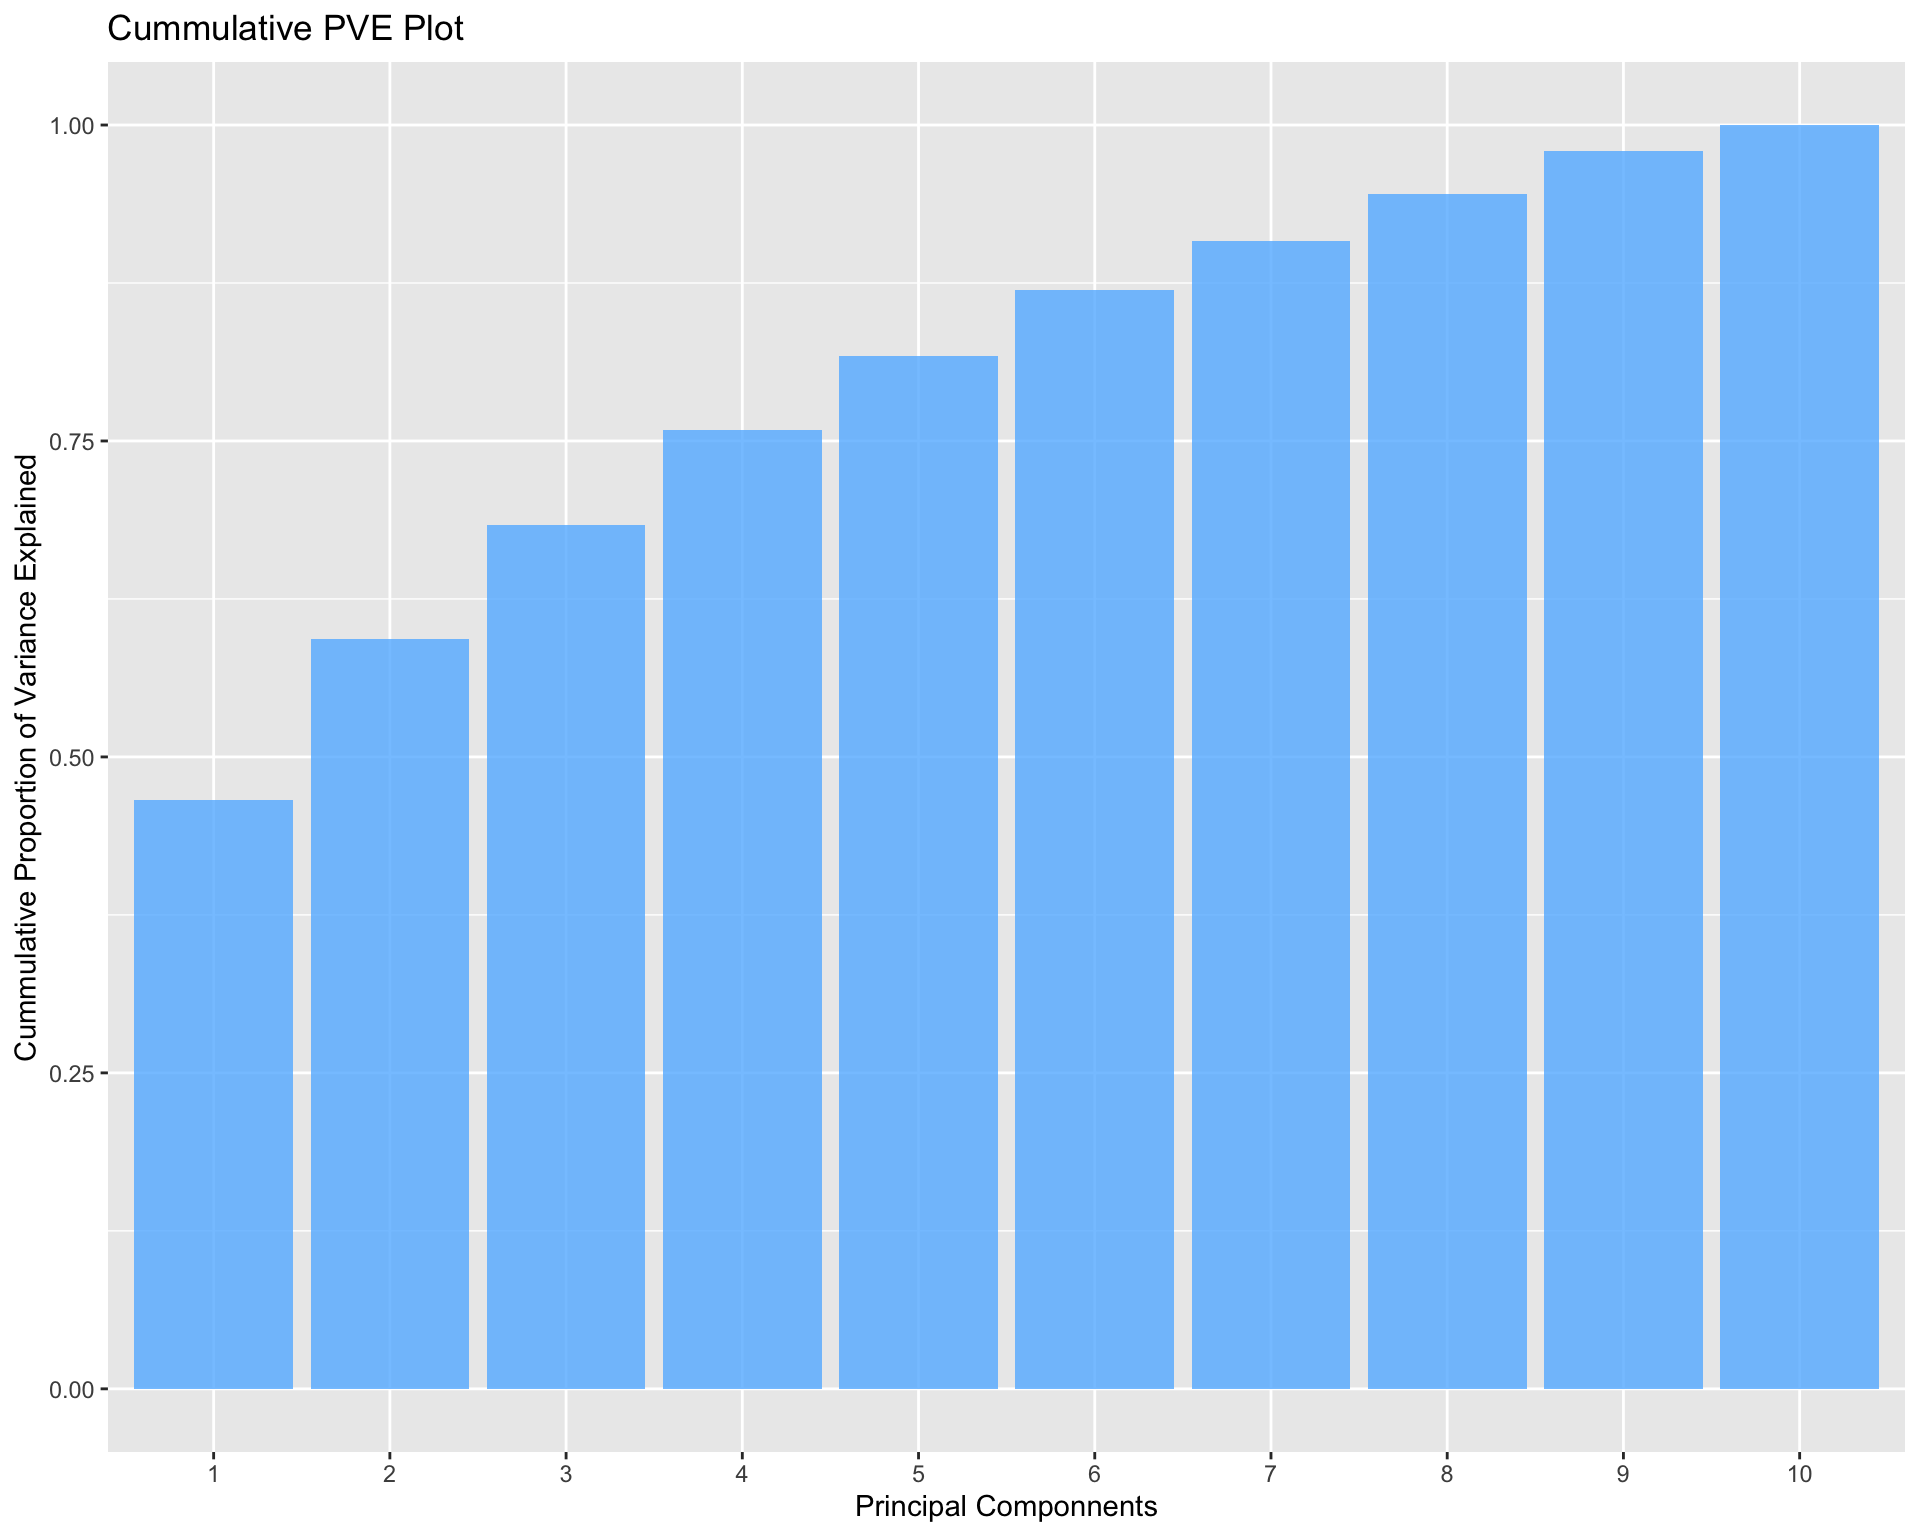 Cummulative PVE Plot
Cummulative Proportion of Variance Explained
1.00
0.75
0.50
0.25
0.00
1 2 3 4 5 6 7 8 9 10
Principal Componnents